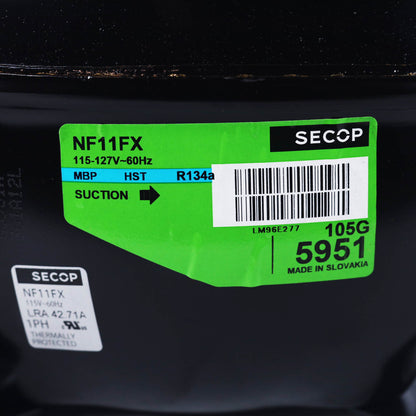 SECOP
NF11FX
115-127V~60Hz
MBP HST R134a
SUCTION
LM96E277
105G
5951
MADE IN SLOVAKIA
SECOP
NF11FX
115V~60Hz
LRA 42.71A
1PH
THERMALLY
PROTECTED